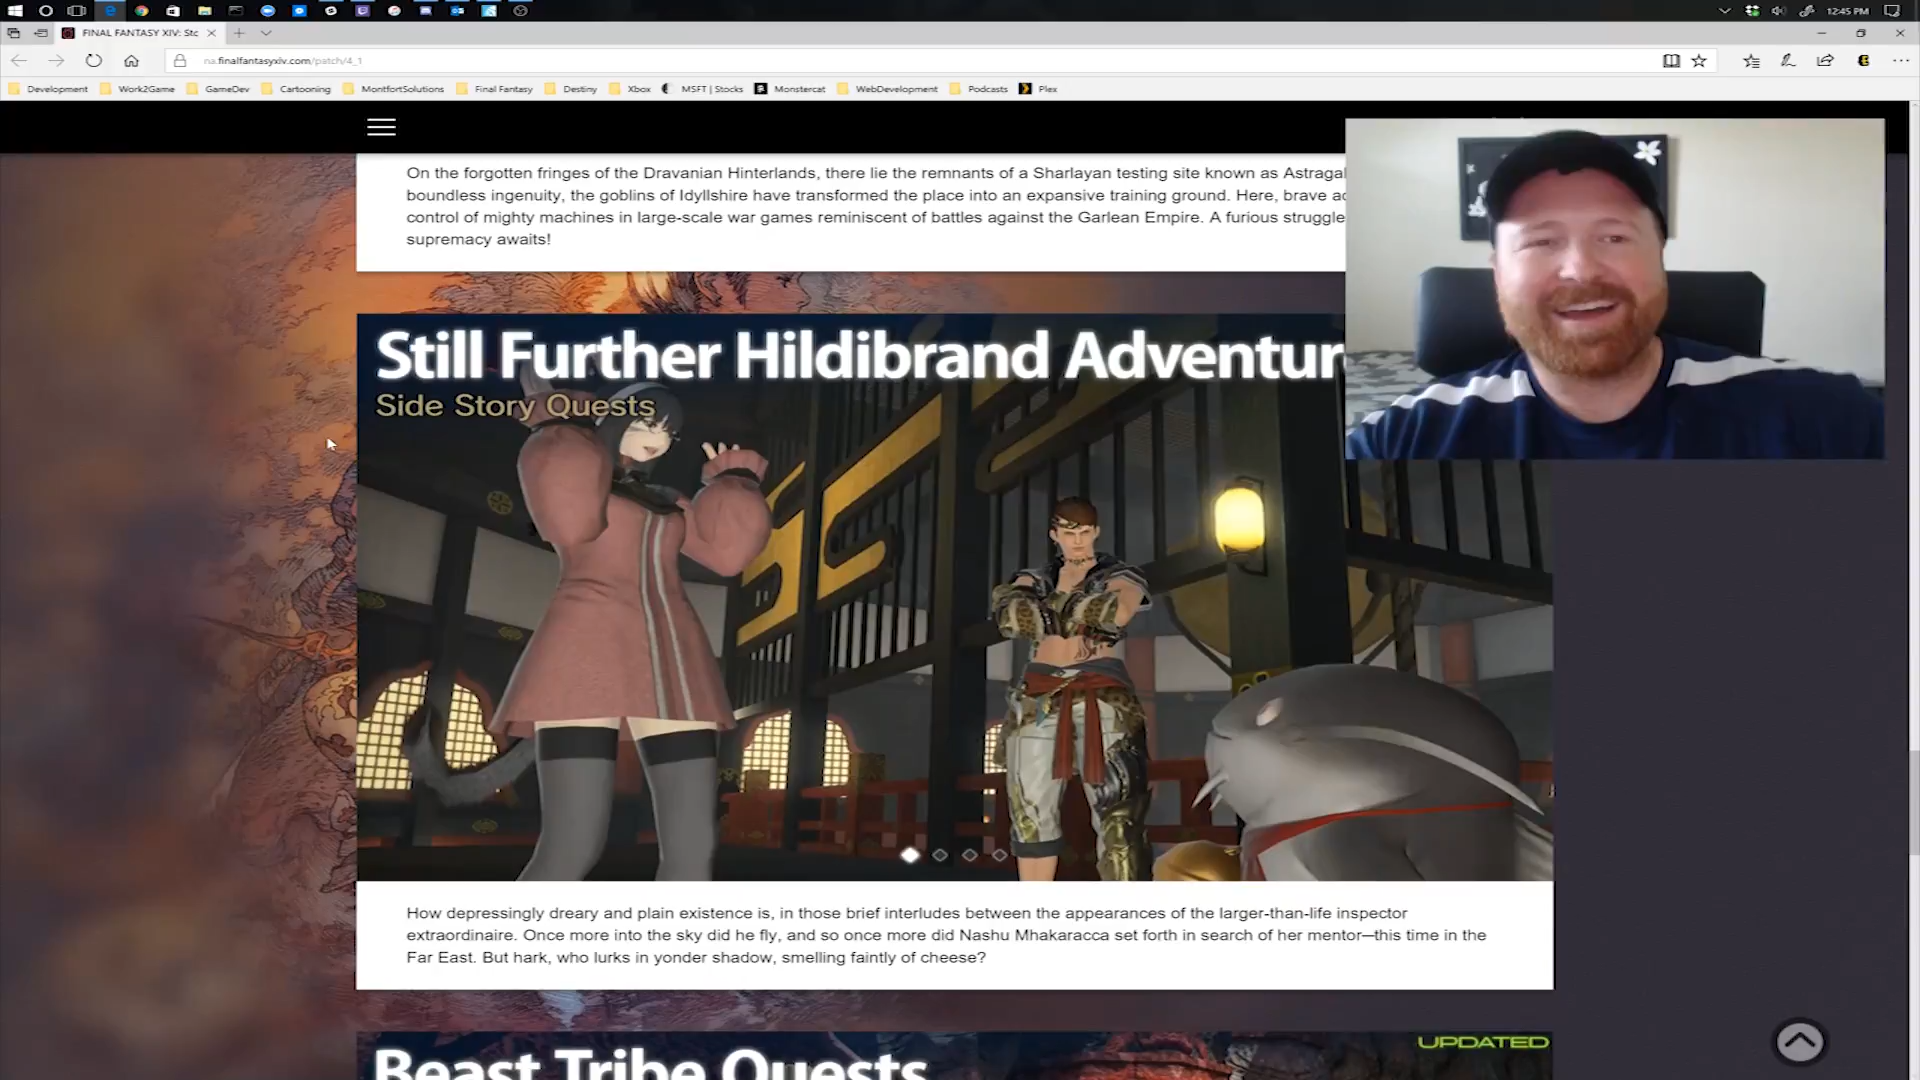 12:45 PM
FINAL FANTASY XIV: Stc
na.finalfantasyxiv.com/patch/4_1
Development Work2Game GameDev Cartooning MontfortSolutions Final Fantasy Destiny Xbox MSFT | Stocks Monstercat WebDevelopment Podcasts Plex
On the forgotten fringes of the Dravanian Hinterlands, there lie the remnants of a Sharlayan testing site known as Astragal
boundless ingenuity, the goblins of Idyllshire have transformed the place into an expansive training ground. Here, brave ad
control of mighty machines in large-scale war games reminiscent of battles against the Garlean Empire. A furious struggle
supremacy awaits!
Still Further Hildibrand Adventur
Side Story Quests
How depressingly dreary and plain existence is, in those brief interludes between the appearances of the larger-than-life inspector
extraordinaire. Once more into the sky did he fly, and so once more did Nashu Mhakaracca set forth in search of her mentor—this time in the
Far East. But hark, who lurks in yonder shadow, smelling faintly of cheese?
UPDATED
Beast Tribe Quests